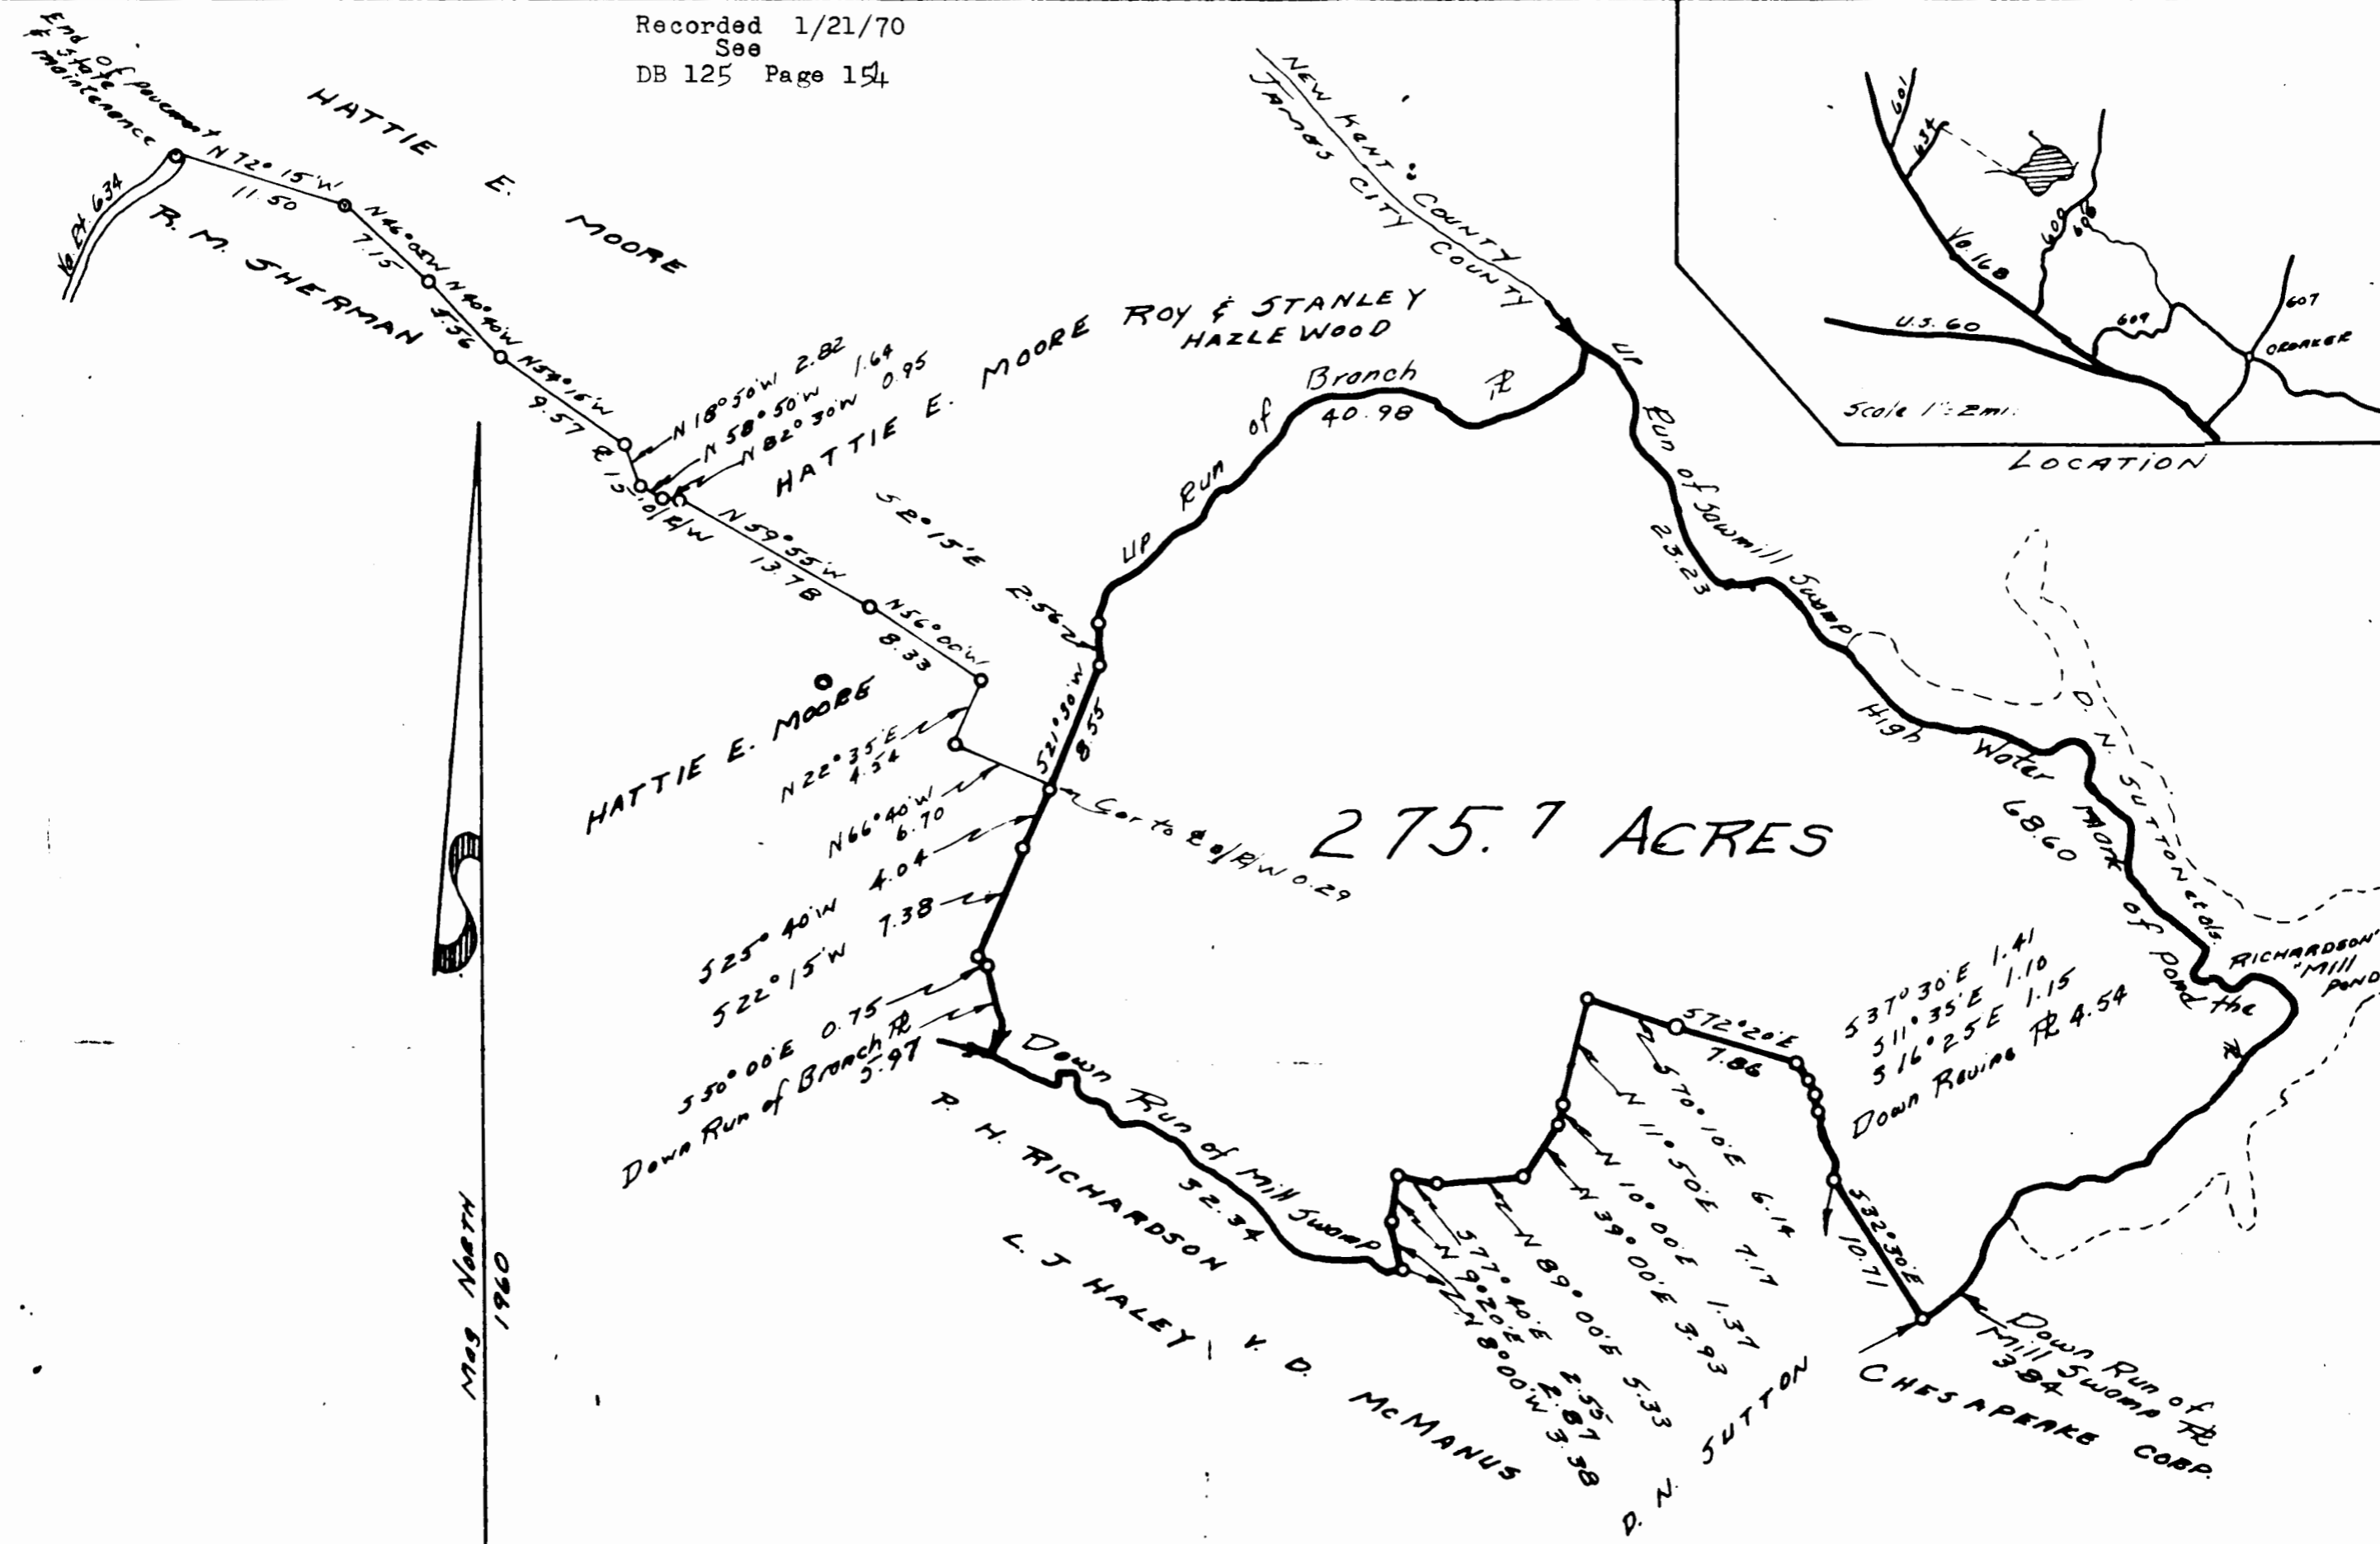 Recorded 1/21/70
See
DB 125 Page 154
End of pavement
& state
maintenance
Va. Rt. 634
N 72° 15' W
11.50
HATTIE E. MOORE
R. M. SHERMAN
N 46° 05' W
7.15
N 40° 40' W
5.56
N 54° 15' W
9.57
N 18° 50' W 2.82
N 58° 50' W 1.64
N 82° 30' W 0.95
℄ 15' R/W
HATTIE E. MOORE
N 59° 55' W
13.78
N 56° 00' W
8.33
ROY & STANLEY
HAZLEWOOD
NEW KENT COUNTY
JAMES CITY COUNTY
UP Run of Branch ℙL
40.98
S 2° 15' E 2.56
S 21° 30' W
8.55
HATTIE E. MOORE
N 22° 35' E
4.54
N 66° 40' W
6.70
Cor to ℄ of R/W 0.29
S 25° 40' W 4.04
S 22° 15' W 7.38
S 50° 00' E 0.75
Down Run of Branch ℙL
5.97
275.7 ACRES
UP Run of Sawmill Swamp
23.23
High Water Mark of Pond the ℙL
68.60
D. N. SUTTON etals.
RICHARDSON'
"MILL
POND
Down Run of Mill Swamp
52.34
P. H. RICHARDSON
L. J HALEY
V. D. McMANUS
D. N SUTTON
N 8° 00' W 3.38
N 9° 20' E 2.87
S 77° 40' E 2.55
N 89° 00' E 5.33
N 39° 00' E 3.93
N 10° 00' E 1.37
N 11° 50' E 7.17
S 70° 10' E 6.14
S 72° 20' E
7.86
S 37° 30' E 1.41
S 11° 35' E 1.10
S 16° 25' E 1.15
Down Ravine ℙL 4.54
S 32° 30' E
10.71
Down Run of
Mill Swamp ℙL
3.84
CHESAPEAKE CORP.
MAG NORTH
1960
601
634
Va. 168
600
U.S. 60
609
607
CROAKER
Scale 1" = 2 mi.
LOCATION